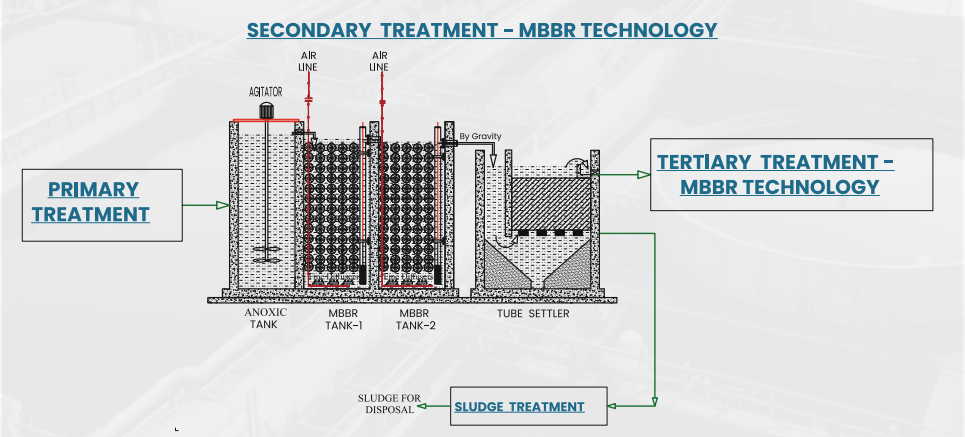 SECONDARY TREATMENT - MBBR TECHNOLOGY
AIR
LINE
AIR
LINE
AGITATOR
By Gravity
PRIMARY
TREATMENT
TERTIARY TREATMENT -
MBBR TECHNOLOGY
ANOXIC
TANK
MBBR
TANK-1
MBBR
TANK-2
TUBE SETTLER
SLUDGE FOR
DISPOSAL
SLUDGE TREATMENT